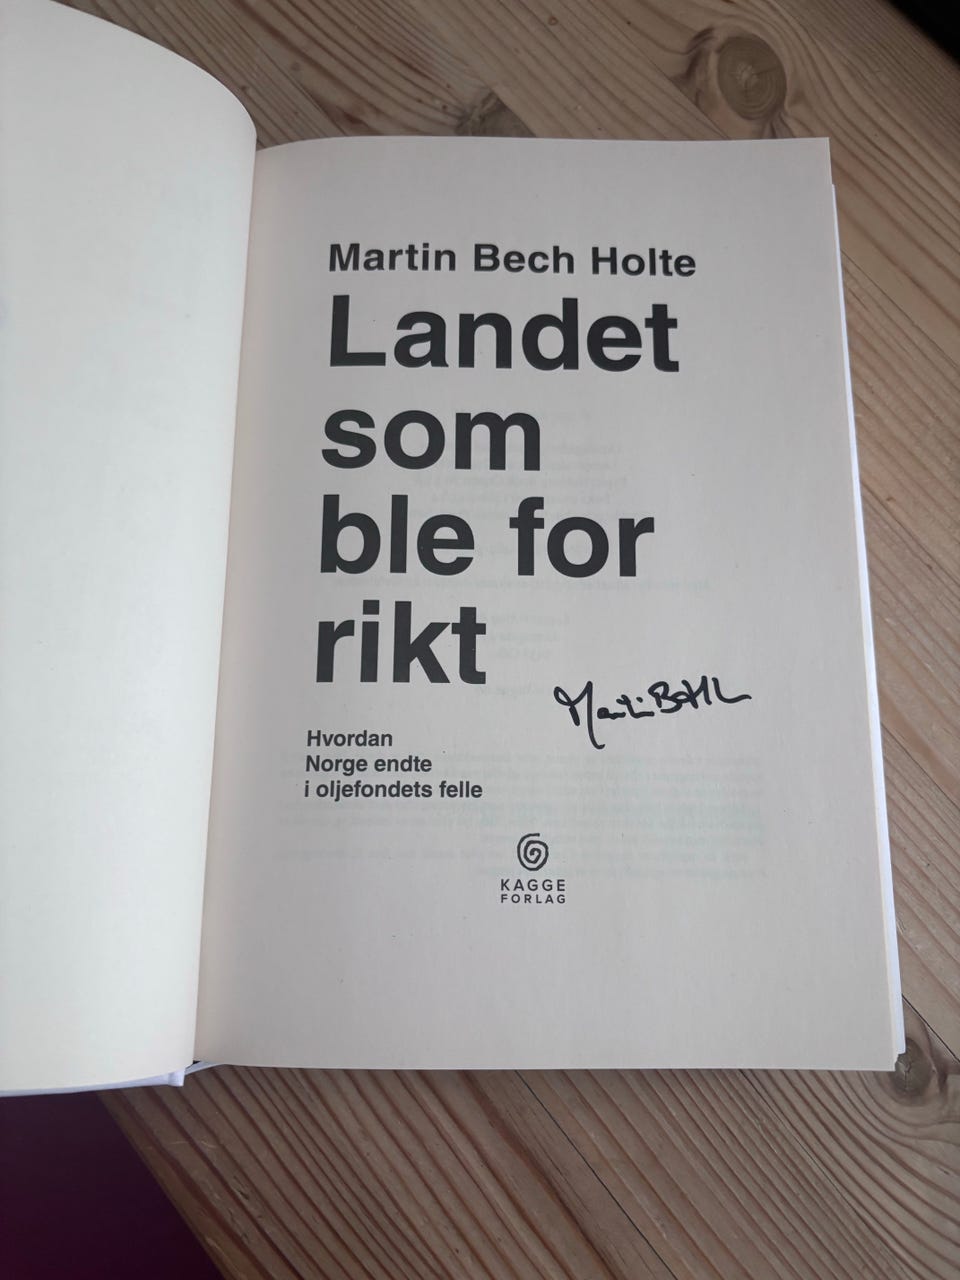 Martin Bech Holte
Landet
som
ble for
rikt
Hvordan
Norge endte
i oljefondets felle
KAGGE
FORLAG